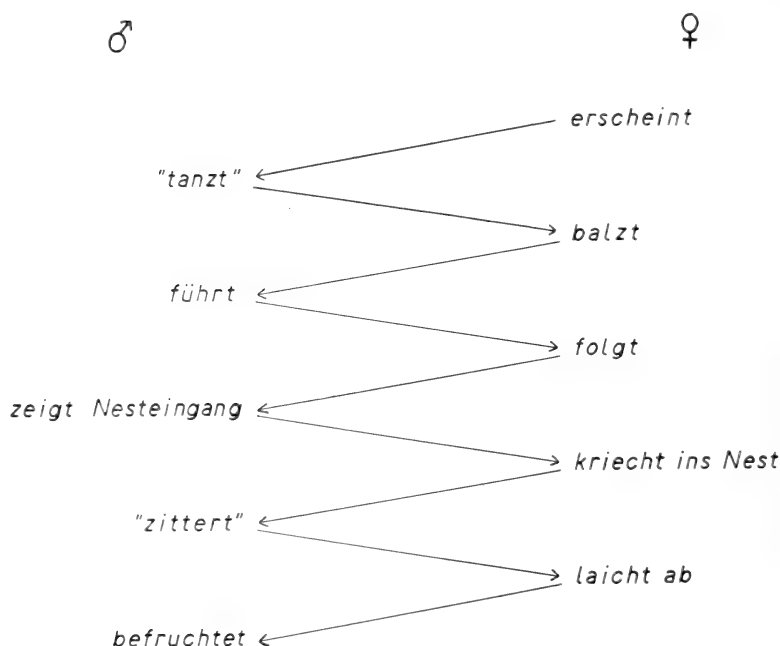 ♂ ♀
erscheint
"tanzt"
balzt
führt
folgt
zeigt Nesteingang
kriecht ins Nest
"zittert"
laicht ab
befruchtet